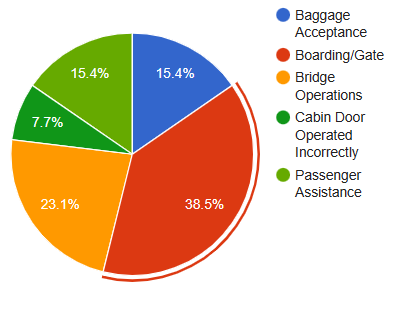 15.4%
15.4%
7.7%
23.1%
38.5%
Baggage
Acceptance
Boarding/Gate
Bridge
Operations
Cabin Door
Operated
Incorrectly
Passenger
Assistance